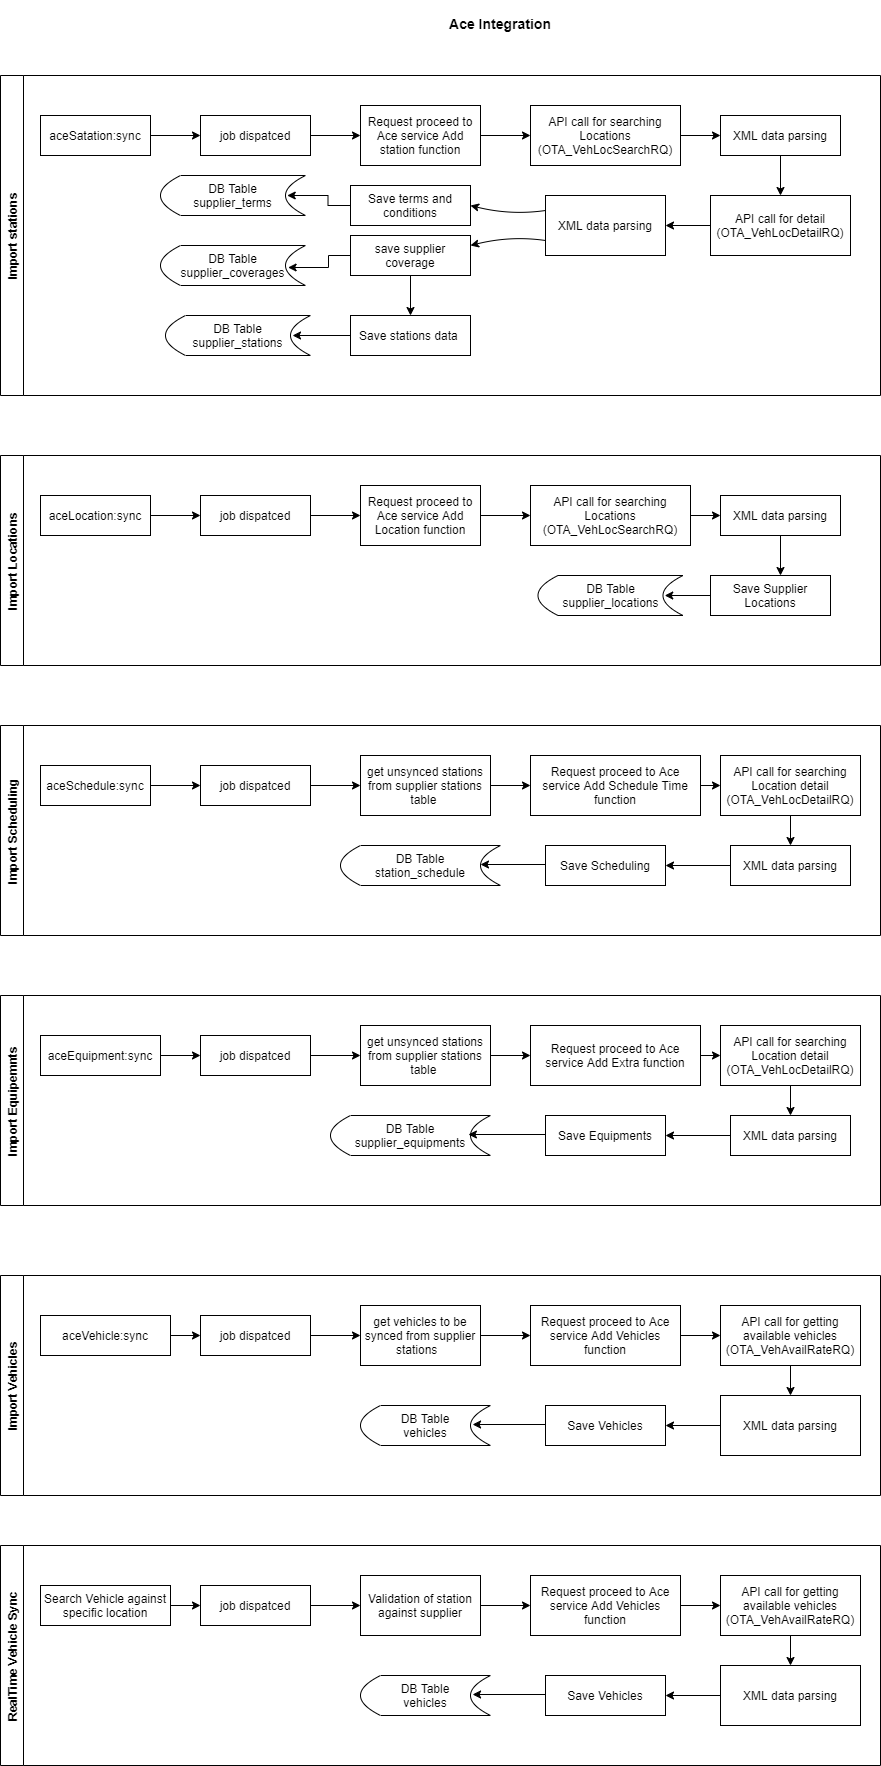 Ace Integration
Import stations
aceSatation:sync
job dispatced
Request proceed to
Ace service Add
station function
API call for searching
Locations
(OTA_VehLocSearchRQ)
XML data parsing
DB Table
supplier_terms
Save terms and
conditions
XML data parsing
API call for detail
(OTA_VehLocDetailRQ)
DB Table
supplier_coverages
save supplier
coverage
DB Table
supplier_stations
Save stations data
Import Locations
aceLocation:sync
job dispatced
Request proceed to
Ace service Add
Location function
API call for searching
Locations
(OTA_VehLocSearchRQ)
XML data parsing
DB Table
supplier_locations
Save Supplier
Locations
Import Scheduling
aceSchedule:sync
job dispatced
get unsynced stations
from supplier stations
table
Request proceed to Ace
service Add Schedule Time
function
API call for searching
Location detail
(OTA_VehLocDetailRQ)
DB Table
station_schedule
Save Scheduling
XML data parsing
Import Equipemnts
aceEquipment:sync
job dispatced
get unsynced stations
from supplier stations
table
Request proceed to Ace
service Add Extra function
API call for searching
Location detail
(OTA_VehLocDetailRQ)
DB Table
supplier_equipments
Save Equipments
XML data parsing
Import Vehicles
aceVehicle:sync
job dispatced
get vehicles to be
synced from supplier
stations
Request proceed to Ace
service Add Vehicles
function
API call for getting
available vehicles
(OTA_VehAvailRateRQ)
DB Table
vehicles
Save Vehicles
XML data parsing
RealTime Vehicle Sync
Search Vehicle against
specific location
job dispatced
Validation of station
against supplier
Request proceed to Ace
service Add Vehicles
function
API call for getting
available vehicles
(OTA_VehAvailRateRQ)
DB Table
vehicles
Save Vehicles
XML data parsing